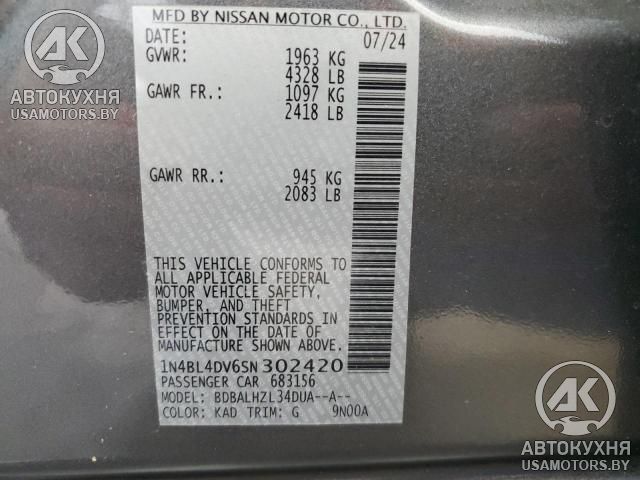 MFD BY NISSAN MOTOR CO., LTD.
DATE: 07/24
GVWR: 1963 KG
4328 LB
GAWR FR.: 1097 KG
2418 LB
GAWR RR.: 945 KG
2083 LB
THIS VEHICLE CONFORMS TO
ALL APPLICABLE FEDERAL
MOTOR VEHICLE SAFETY,
BUMPER, AND THEFT
PREVENTION STANDARDS IN
EFFECT ON THE DATE OF
MANUFACTURE SHOWN ABOVE.
1N4BL4DV6SN302420
PASSENGER CAR 683156
MODEL: BDBALHZL34DUA--A--
COLOR: KAD TRIM: G 9N00A
AK
АВТОКУХНЯ
USAMOTORS.BY
AK
АВТОКУХНЯ
USAMOTORS.BY